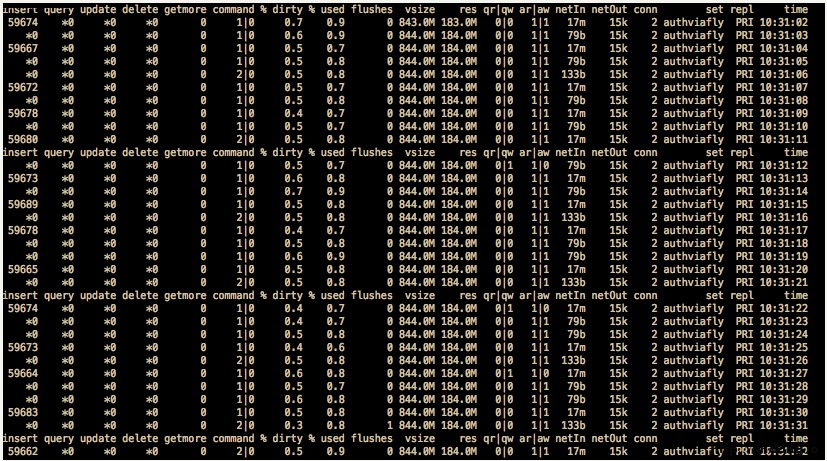 insert query update delete getmore command % dirty % used flushes vsize res qr|qw ar|aw netIn netOut conn set repl time
59674 *0 *0 *0 0 1|0 0.7 0.9 0 843.0M 183.0M 0|0 1|1 17m 15k 2 authviafly PRI 10:31:02
*0 *0 *0 *0 0 1|0 0.6 0.9 0 844.0M 184.0M 0|0 1|1 79b 15k 2 authviafly PRI 10:31:03
59667 *0 *0 *0 0 1|0 0.5 0.7 0 844.0M 184.0M 0|0 1|1 17m 15k 2 authviafly PRI 10:31:04
*0 *0 *0 *0 0 1|0 0.5 0.8 0 844.0M 184.0M 0|0 1|1 79b 15k 2 authviafly PRI 10:31:05
*0 *0 *0 *0 0 2|0 0.5 0.8 0 844.0M 184.0M 0|0 1|1 133b 15k 2 authviafly PRI 10:31:06
59672 *0 *0 *0 0 1|0 0.5 0.7 0 844.0M 184.0M 0|0 1|1 17m 15k 2 authviafly PRI 10:31:07
*0 *0 *0 *0 0 1|0 0.5 0.8 0 844.0M 184.0M 0|0 1|1 79b 15k 2 authviafly PRI 10:31:08
59678 *0 *0 *0 0 1|0 0.4 0.7 0 844.0M 184.0M 0|0 1|1 17m 15k 2 authviafly PRI 10:31:09
*0 *0 *0 *0 0 1|0 0.5 0.7 0 844.0M 184.0M 0|0 1|1 79b 15k 2 authviafly PRI 10:31:10
59680 *0 *0 *0 0 2|0 0.5 0.8 0 844.0M 184.0M 0|0 1|1 17m 15k 2 authviafly PRI 10:31:11
insert query update delete getmore command % dirty % used flushes vsize res qr|qw ar|aw netIn netOut conn set repl time
*0 *0 *0 *0 0 1|0 0.5 0.7 0 844.0M 184.0M 0|1 1|0 79b 15k 2 authviafly PRI 10:31:12
59673 *0 *0 *0 0 1|0 0.6 0.8 0 844.0M 184.0M 0|0 1|1 17m 15k 2 authviafly PRI 10:31:13
*0 *0 *0 *0 0 1|0 0.7 0.9 0 844.0M 184.0M 0|0 1|1 79b 15k 2 authviafly PRI 10:31:14
59689 *0 *0 *0 0 1|0 0.5 0.8 0 844.0M 184.0M 0|0 1|1 17m 15k 2 authviafly PRI 10:31:15
*0 *0 *0 *0 0 2|0 0.5 0.8 0 844.0M 184.0M 0|0 1|1 133b 15k 2 authviafly PRI 10:31:16
59678 *0 *0 *0 0 1|0 0.4 0.7 0 844.0M 184.0M 0|0 1|1 17m 15k 2 authviafly PRI 10:31:17
*0 *0 *0 *0 0 1|0 0.5 0.8 0 844.0M 184.0M 0|0 1|1 79b 15k 2 authviafly PRI 10:31:18
*0 *0 *0 *0 0 1|0 0.6 0.9 0 844.0M 184.0M 0|0 1|1 79b 15k 2 authviafly PRI 10:31:19
59665 *0 *0 *0 0 1|0 0.5 0.8 0 844.0M 184.0M 0|0 1|1 17m 15k 2 authviafly PRI 10:31:20
*0 *0 *0 *0 0 2|0 0.5 0.8 0 844.0M 184.0M 0|0 1|1 133b 15k 2 authviafly PRI 10:31:21
insert query update delete getmore command % dirty % used flushes vsize res qr|qw ar|aw netIn netOut conn set repl time
59674 *0 *0 *0 0 1|0 0.4 0.7 0 844.0M 184.0M 0|1 1|0 17m 15k 2 authviafly PRI 10:31:22
*0 *0 *0 *0 0 1|0 0.4 0.7 0 844.0M 184.0M 0|0 1|1 79b 15k 2 authviafly PRI 10:31:23
*0 *0 *0 *0 0 1|0 0.5 0.8 0 844.0M 184.0M 0|0 1|1 79b 15k 2 authviafly PRI 10:31:24
59673 *0 *0 *0 0 1|0 0.4 0.6 0 844.0M 184.0M 0|0 1|1 17m 15k 2 authviafly PRI 10:31:25
*0 *0 *0 *0 0 2|0 0.5 0.8 0 844.0M 184.0M 0|0 1|1 133b 15k 2 authviafly PRI 10:31:26
59664 *0 *0 *0 0 1|0 0.6 0.8 0 844.0M 184.0M 0|1 1|0 17m 15k 2 authviafly PRI 10:31:27
*0 *0 *0 *0 0 1|0 0.5 0.7 0 844.0M 184.0M 0|0 1|1 79b 15k 2 authviafly PRI 10:31:28
*0 *0 *0 *0 0 1|0 0.6 0.9 0 844.0M 184.0M 0|0 1|1 79b 15k 2 authviafly PRI 10:31:29
59683 *0 *0 *0 0 1|0 0.5 0.8 0 844.0M 184.0M 0|0 1|1 17m 15k 2 authviafly PRI 10:31:30
*0 *0 *0 *0 0 2|0 0.3 0.8 1 844.0M 184.0M 0|0 1|1 133b 15k 2 authviafly PRI 10:31:31
insert query update delete getmore command % dirty % used flushes vsize res qr|qw ar|aw netIn netOut conn set repl time
59662 *0 *0 *0 0 2|0 0.5 0.9 0 844.0M 184.0M 0|0 1|1 17m 15k 2 authviafly PRI